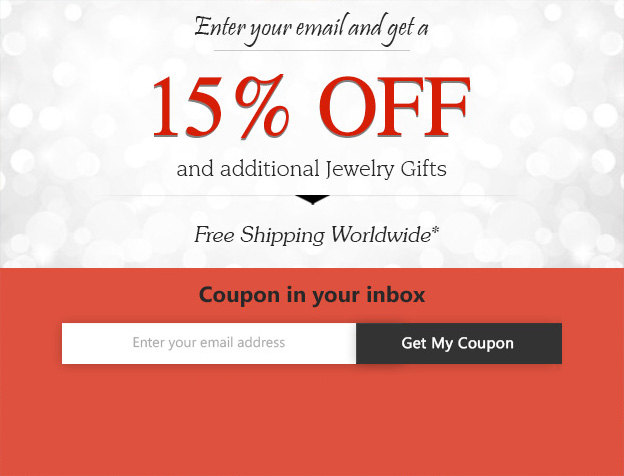 Enter your email and get a
15% OFF
and additional Jewelry Gifts
Free Shipping Worldwide*
Coupon in your inbox
Enter your email address
Get My Coupon